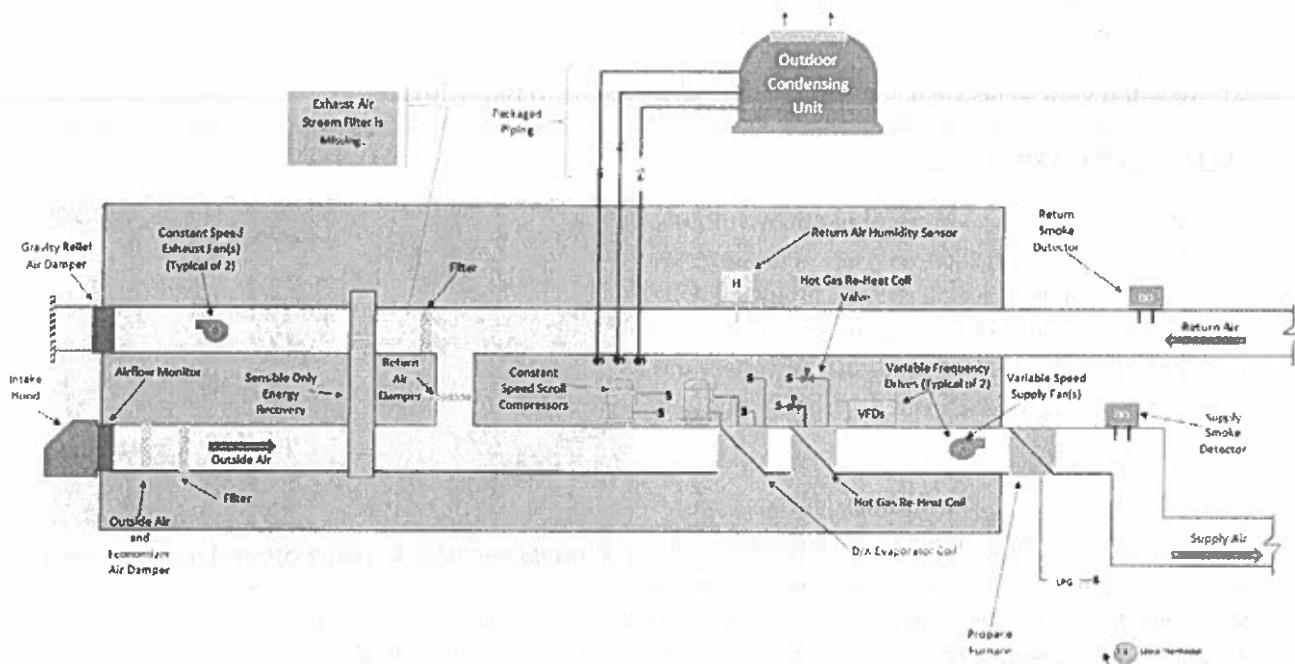 Outdoor
Condensing
Unit
Exhaust Air
Stream Filter is
Missing.
Packaged
Piping
Return
Smoke
Detector
Constant Speed
Exhaust Fan(s)
(Typical of 2)
Gravity Relief
Air Damper
Return Air Humidity Sensor
Filter
Hot Gas Re-Heat Coil
Valve
H
Return Air
Intake
Hood
Airflow Monitor
Sensible Only
Energy
Recovery
Return
Air
Damper
Constant
Speed Scroll
Compressors
Variable Frequency
Drives (Typical of 2)
Variable Speed
Supply Fan(s)
VFDs
Supply
Smoke
Detector
Outside Air
Filter
Hot Gas Re-Heat Coil
Outside Air
and
Economizer
Air Damper
D/X Evaporator Coil
Supply Air
LPG
Propane
Furnace